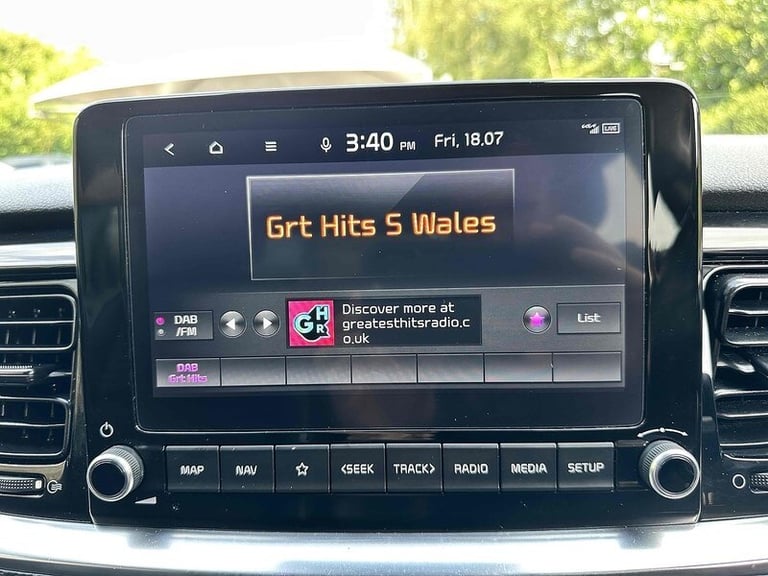 3:40 PM Fri, 18.07
LIVE
Grt Hits S Wales
DAB
/FM
GHR
Discover more at
greatesthitsradio.c
o.uk
List
DAB
Grt Hits
MAP NAV <SEEK TRACK> RADIO MEDIA SETUP